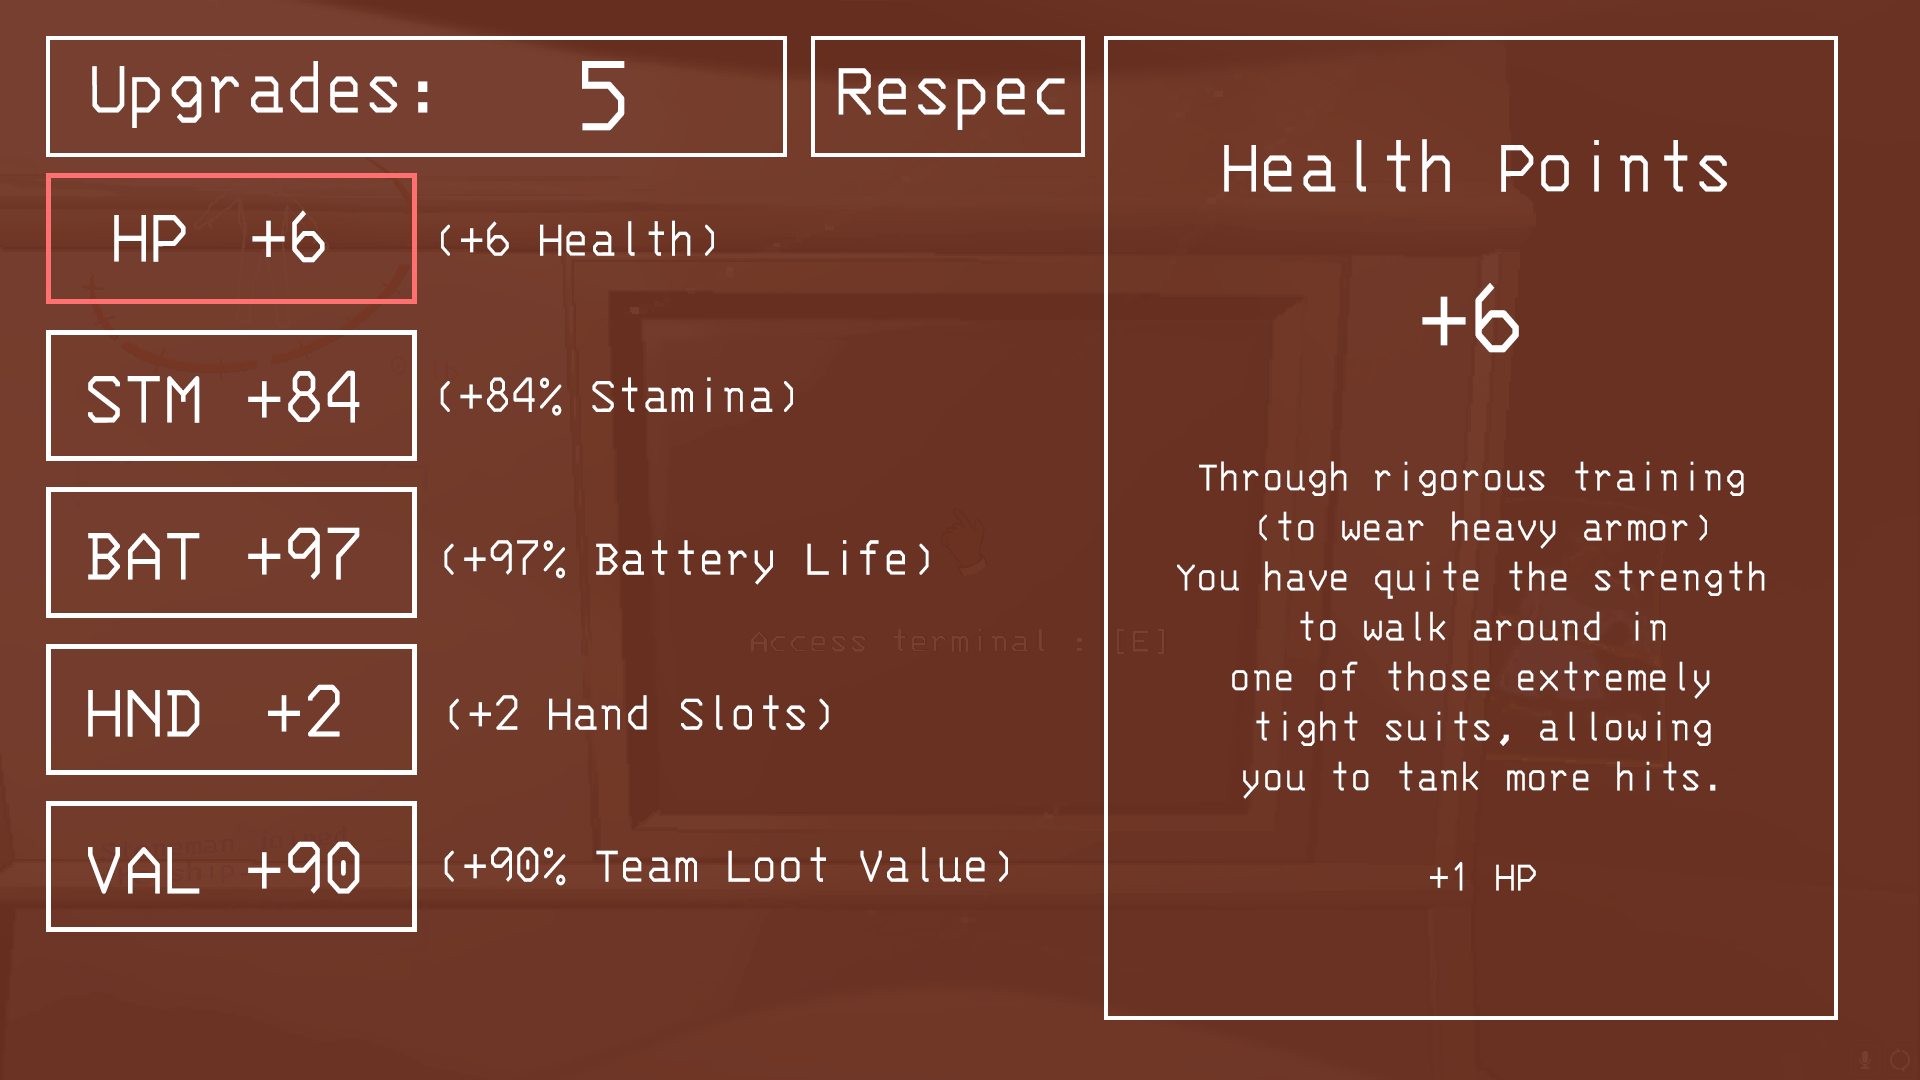 Upgrades: 5
Respec
HP +6
(+6 Health)
STM +84
(+84% Stamina)
BAT +97
(+97% Battery Life)
HND +2
(+2 Hand Slots)
VAL +90
(+90% Team Loot Value)
Health Points
+6
Through rigorous training
(to wear heavy armor)
You have quite the strength
to walk around in
one of those extremely
tight suits, allowing
you to tank more hits.
+1 HP
Access terminal : [E]